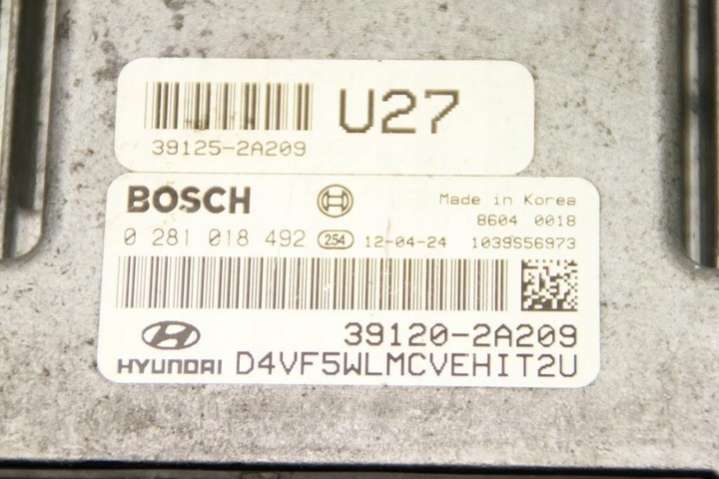 U27
39125-2A209
BOSCH Made in Korea
8604 0018
0 281 018 492 254 12-04-24 1039S56973
39120-2A209
HYUNDAI D4VF5WLMCVEHIT2U